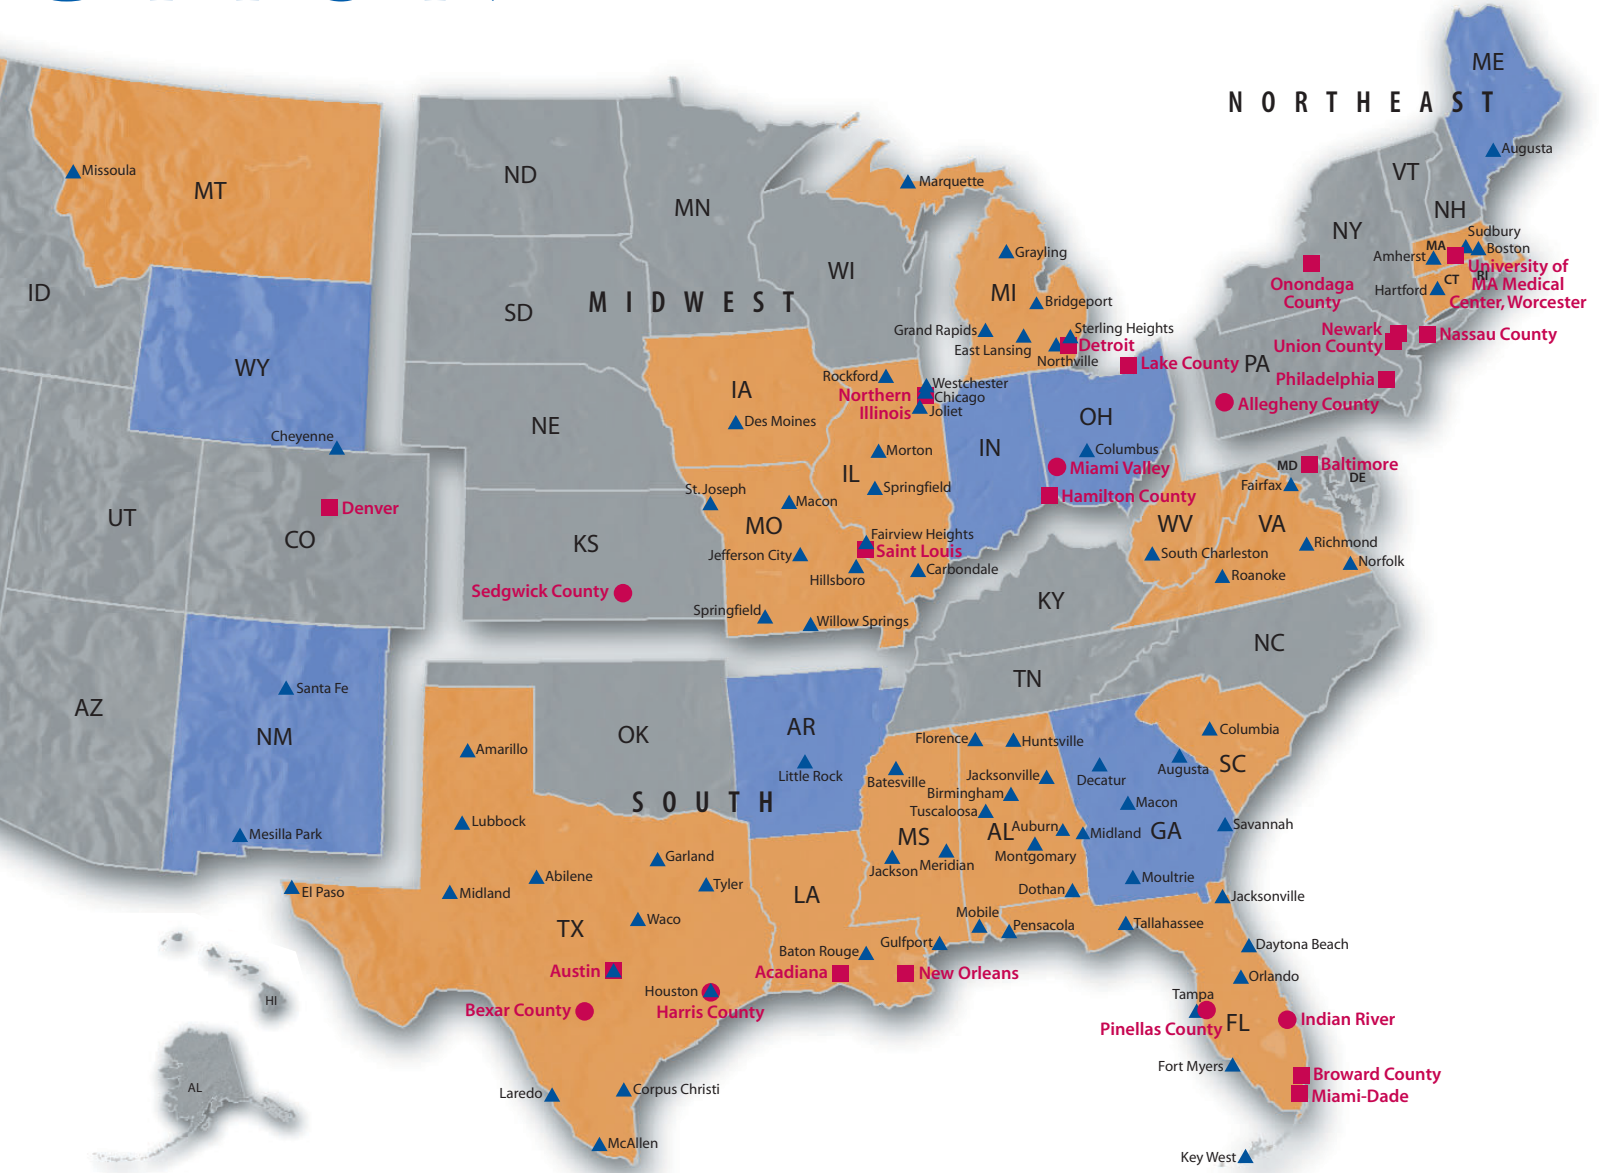 NORTHEAST
ME
Augusta
VT
NH
NY
MA
Sudbury
Boston
Amherst
University of
MA Medical
Center, Worcester
RI
CT
Hartford
Onondaga
County
Newark
Union County
Nassau County
PA
Philadelphia
Allegheny County
Missoula
MT
ID
WY
Cheyenne
UT
CO
Denver
AZ
NM
Santa Fe
Mesilla Park
MIDWEST
ND
MN
SD
WI
NE
IA
Des Moines
KS
Sedgwick County
Marquette
Grayling
MI
Bridgeport
Grand Rapids
Sterling Heights
East Lansing
Detroit
Northville
Lake County
Rockford
Westchester
Northern
Illinois
Chicago
Joliet
Morton
IL
Springfield
IN
OH
Columbus
Miami Valley
Hamilton County
St. Joseph
Macon
MO
Jefferson City
Fairview Heights
Saint Louis
Hillsboro
Carbondale
Springfield
Willow Springs
MD
Baltimore
DE
Fairfax
WV
VA
South Charleston
Richmond
Norfolk
Roanoke
KY
NC
TN
SOUTH
OK
AR
Little Rock
Amarillo
Lubbock
Garland
Abilene
Midland
Tyler
El Paso
Waco
TX
Austin
Houston
Bexar County
Harris County
Laredo
Corpus Christi
McAllen
LA
Baton Rouge
Acadiana
New Orleans
Batesville
MS
Jackson
Meridian
Gulfport
Florence
Huntsville
Jacksonville
Birmingham
Tuscaloosa
AL
Auburn
Montgomary
Dothan
Mobile
Decatur
Augusta
Macon
Midland
GA
Savannah
Moultrie
Columbia
SC
Pensacola
Tallahassee
Jacksonville
Daytona Beach
Orlando
Tampa
Pinellas County
FL
Indian River
Fort Myers
Broward County
Miami-Dade
Key West
HI
AL